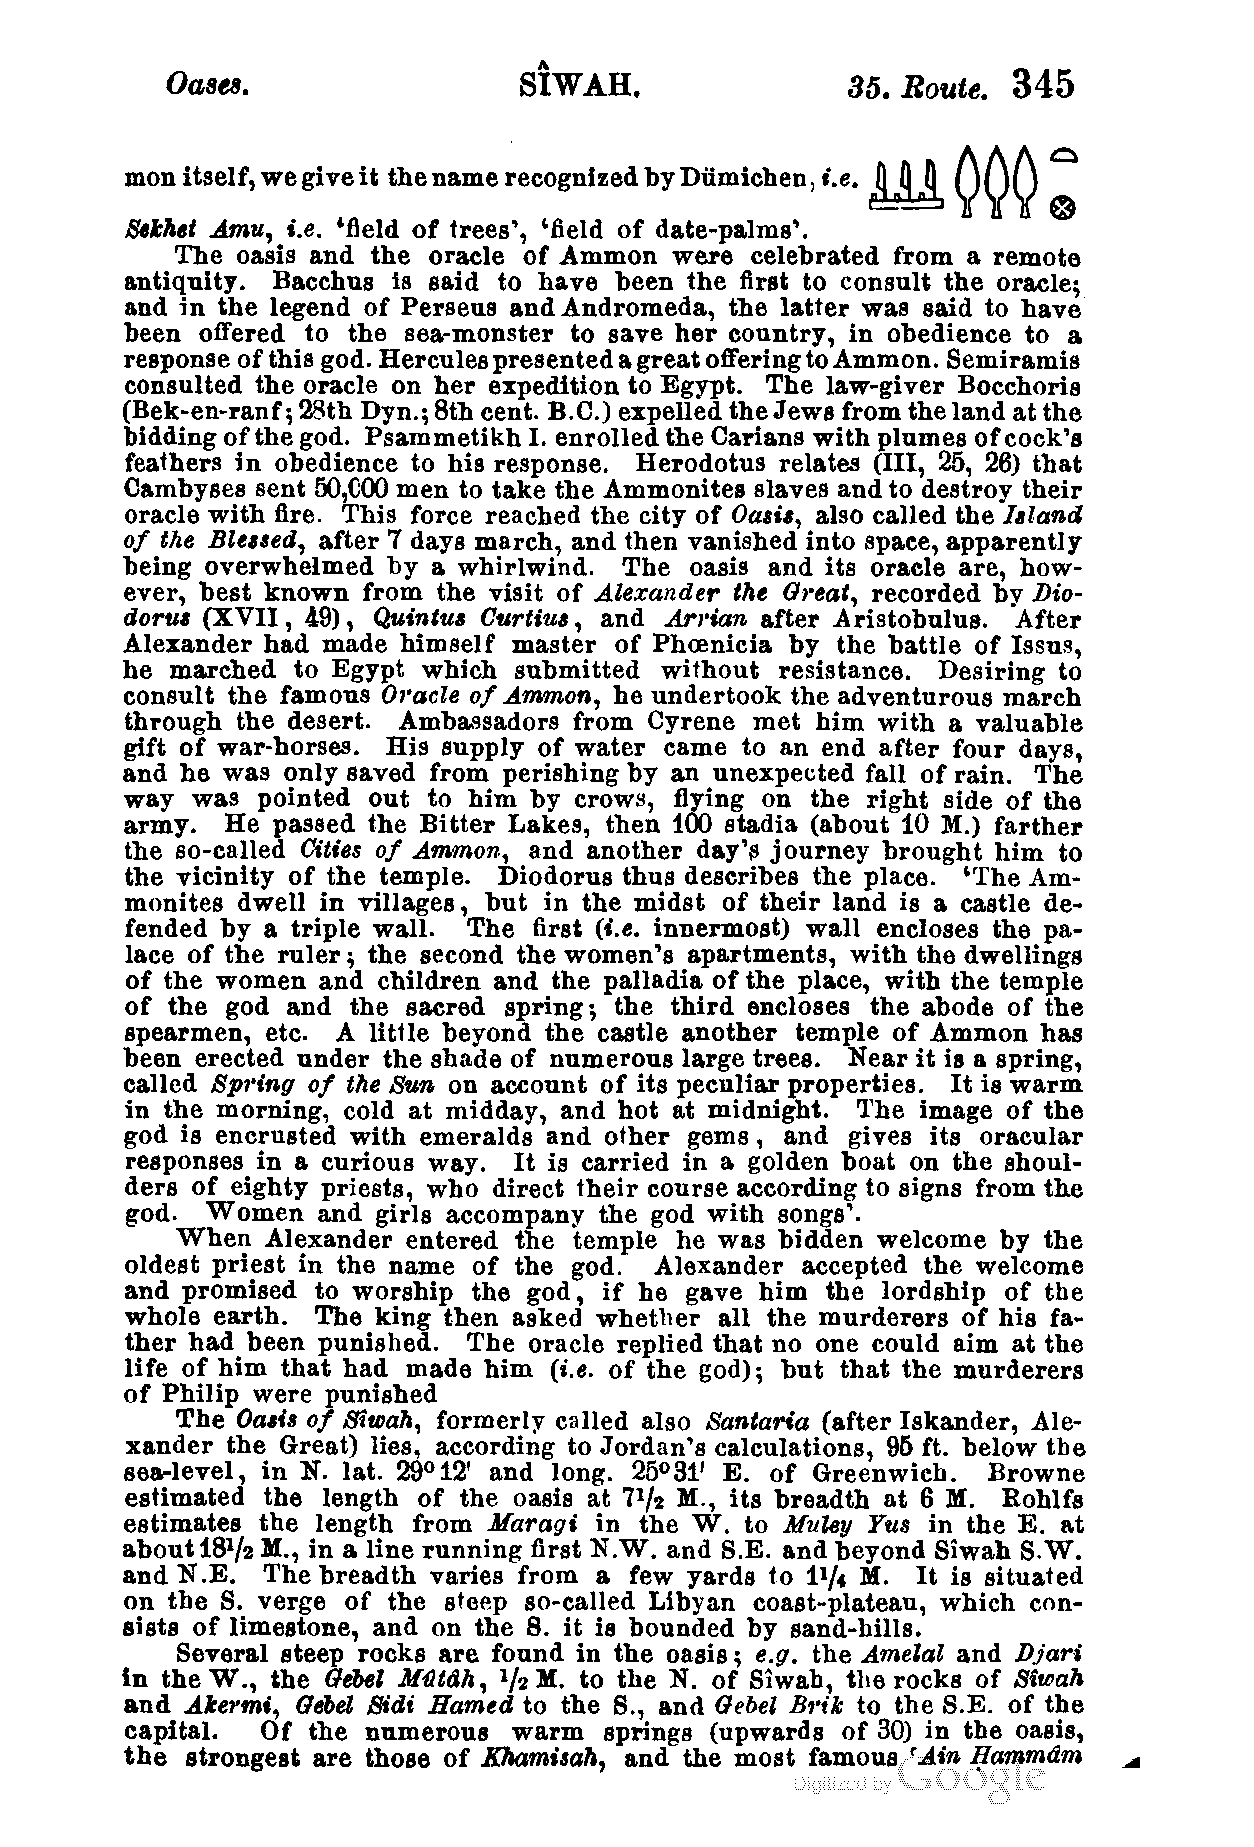 Oases. SÎWAH. 35. Route. 345
mon itself, we give it the name recognized by Dümichen, i.e.
Sekhet Amu, i.e. ‘field of trees’, ‘field of date-palms’.
The oasis and the oracle of Ammon were celebrated from a remote
antiquity. Bacchus is said to have been the first to consult the oracle;
and in the legend of Perseus and Andromeda, the latter was said to have
been offered to the sea-monster to save her country, in obedience to a
response of this god. Hercules presented a great offering to Ammon. Semiramis
consulted the oracle on her expedition to Egypt. The law-giver Bocchoris
(Bek-en-ranf; 28th Dyn.; 8th cent. B.C.) expelled the Jews from the land at the
bidding of the god. Psammetikh I. enrolled the Carians with plumes of cock’s
feathers in obedience to his response. Herodotus relates (III, 25, 26) that
Cambyses sent 50,000 men to take the Ammonites slaves and to destroy their
oracle with fire. This force reached the city of Oasis, also called the Island
of the Blessed, after 7 days march, and then vanished into space, apparently
being overwhelmed by a whirlwind. The oasis and its oracle are, how-
ever, best known from the visit of Alexander the Great, recorded by Dio-
dorus (XVII, 49), Quintus Curtius, and Arrian after Aristobulus. After
Alexander had made himself master of Phœnicia by the battle of Issus,
he marched to Egypt which submitted without resistance. Desiring to
consult the famous Oracle of Ammon, he undertook the adventurous march
through the desert. Ambassadors from Cyrene met him with a valuable
gift of war-horses. His supply of water came to an end after four days,
and he was only saved from perishing by an unexpected fall of rain. The
way was pointed out to him by crows, flying on the right side of the
army. He passed the Bitter Lakes, then 100 stadia (about 10 M.) farther
the so-called Cities of Ammon, and another day’s journey brought him to
the vicinity of the temple. Diodorus thus describes the place. ‘The Am-
monites dwell in villages, but in the midst of their land is a castle de-
fended by a triple wall. The first (i.e. innermost) wall encloses the pa-
lace of the ruler; the second the women’s apartments, with the dwellings
of the women and children and the palladia of the place, with the temple
of the god and the sacred spring; the third encloses the abode of the
spearmen, etc. A little beyond the castle another temple of Ammon has
been erected under the shade of numerous large trees. Near it is a spring,
called Spring of the Sun on account of its peculiar properties. It is warm
in the morning, cold at midday, and hot at midnight. The image of the
god is encrusted with emeralds and other gems, and gives its oracular
responses in a curious way. It is carried in a golden boat on the shoul-
ders of eighty priests, who direct their course according to signs from the
god. Women and girls accompany the god with songs’.
When Alexander entered the temple he was bidden welcome by the
oldest priest in the name of the god. Alexander accepted the welcome
and promised to worship the god, if he gave him the lordship of the
whole earth. The king then asked whether all the murderers of his fa-
ther had been punished. The oracle replied that no one could aim at the
life of him that had made him (i.e. of the god); but that the murderers
of Philip were punished
The Oasis of Sîwah, formerly called also Santaria (after Iskander, Ale-
xander the Great) lies, according to Jordan’s calculations, 95 ft. below the
sea-level, in N. lat. 29° 12' and long. 25° 31' E. of Greenwich. Browne
estimated the length of the oasis at 7½ M., its breadth at 6 M. Rohlfs
estimates the length from Maragi in the W. to Muley Yus in the E. at
about 18½ M., in a line running first N.W. and S.E. and beyond Sîwah S.W.
and N.E. The breadth varies from a few yards to 1¼ M. It is situated
on the S. verge of the steep so-called Libyan coast-plateau, which con-
sists of limestone, and on the S. it is bounded by sand-hills.
Several steep rocks are found in the oasis; e.g. the Amelal and Djari
in the W., the Gebel Mûtâh, ½ M. to the N. of Sîwah, the rocks of Sîwah
and Akermi, Gebel Sidi Hamed to the S., and Gebel Brik to the S.E. of the
capital. Of the numerous warm springs (upwards of 30) in the oasis,
the strongest are those of Khamisah, and the most famous ʿAin Ḥammâm
Digitized by Google